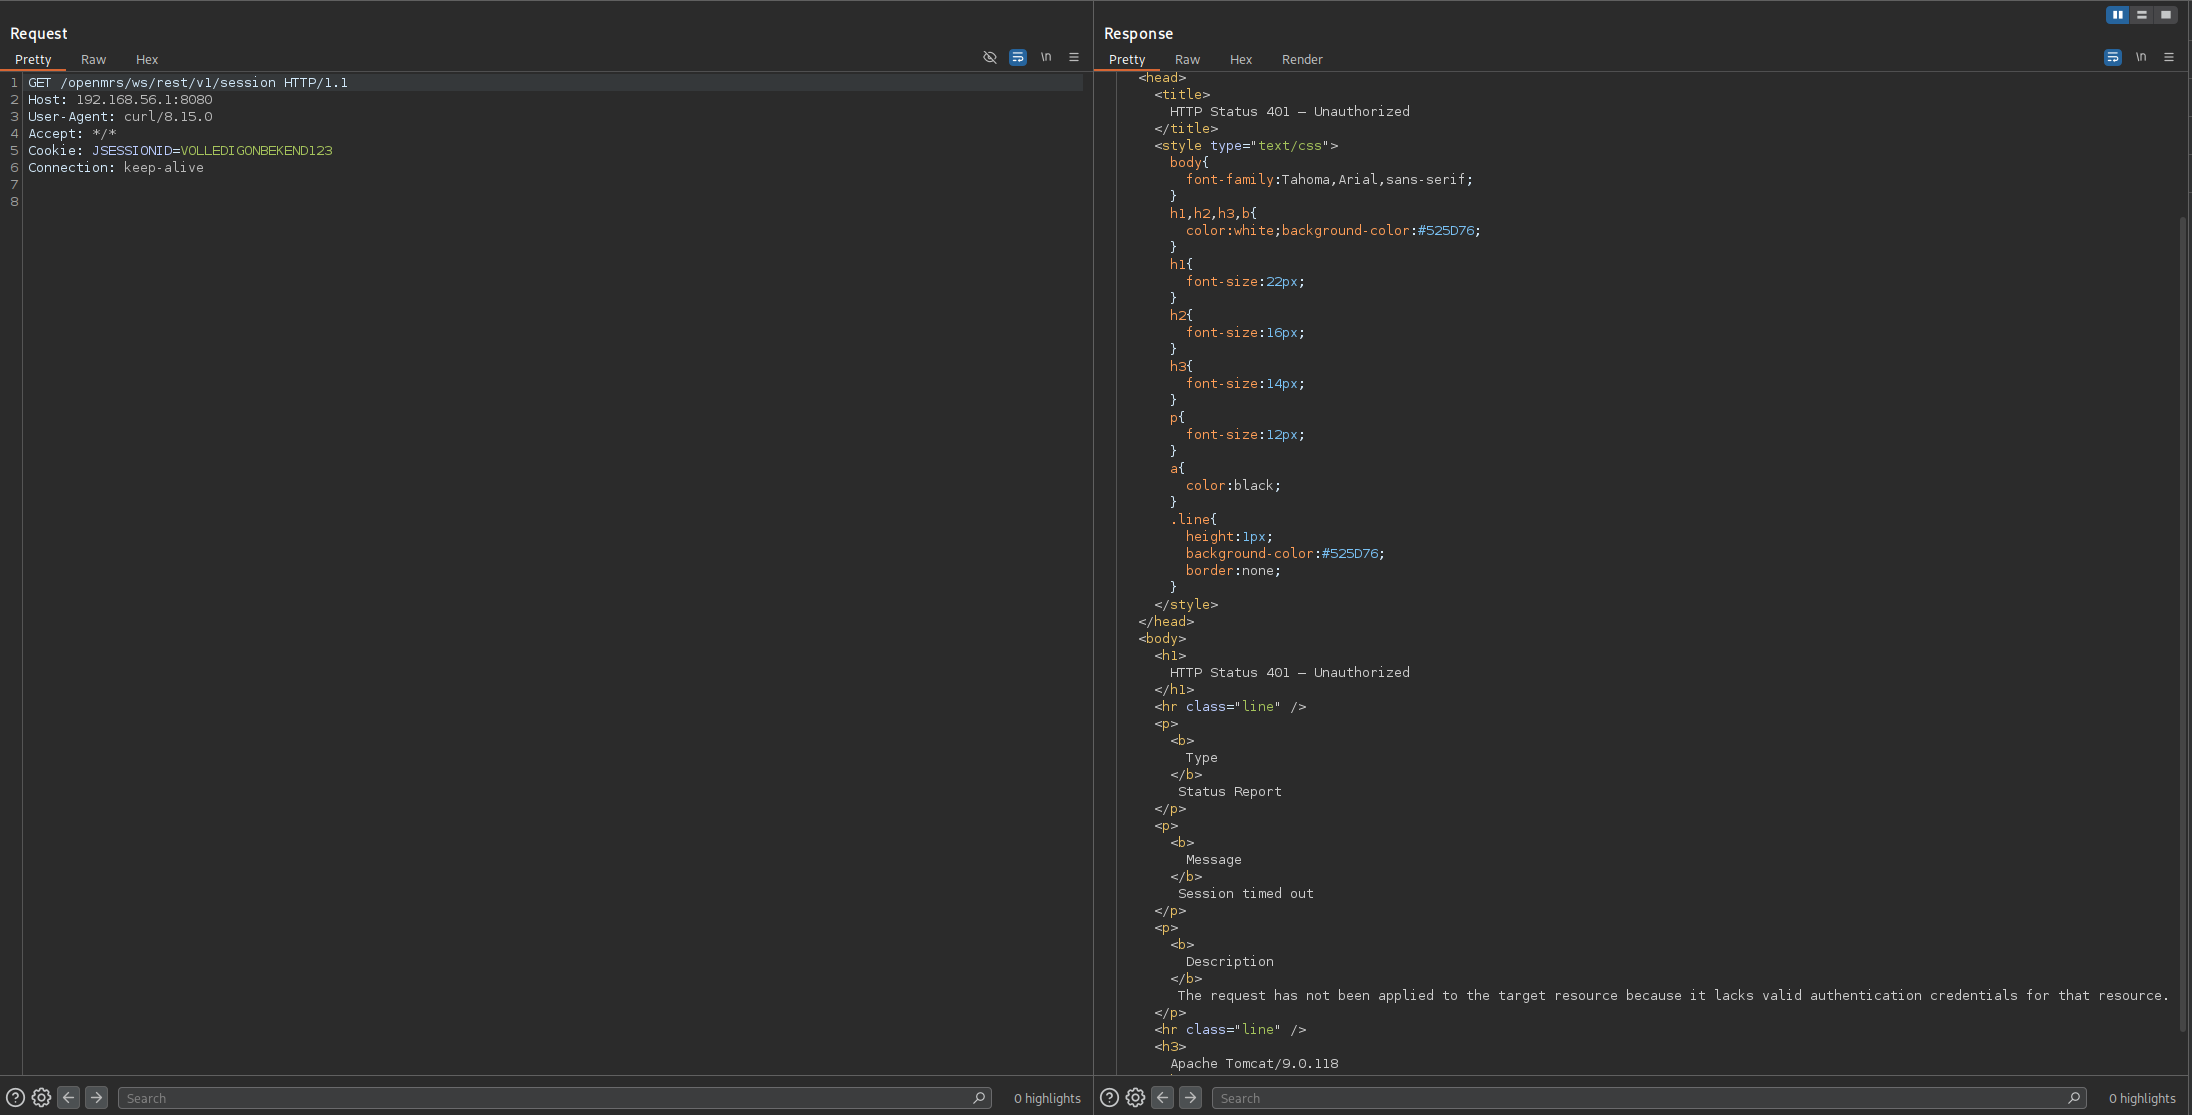 Request
Pretty Raw Hex
\n
1 GET /openmrs/ws/rest/v1/session HTTP/1.1
2 Host: 192.168.56.1:8080
3 User-Agent: curl/8.15.0
4 Accept: */*
5 Cookie: JSESSIONID=VOLLEDIGONBEKEND123
6 Connection: keep-alive
7
8
Search
0 highlights
Response
Pretty Raw Hex Render
\n
<head>
<title>
HTTP Status 401 – Unauthorized
</title>
<style type="text/css">
body{
font-family:Tahoma,Arial,sans-serif;
}
h1,h2,h3,b{
color:white;background-color:#525D76;
}
h1{
font-size:22px;
}
h2{
font-size:16px;
}
h3{
font-size:14px;
}
p{
font-size:12px;
}
a{
color:black;
}
.line{
height:1px;
background-color:#525D76;
border:none;
}
</style>
</head>
<body>
<h1>
HTTP Status 401 – Unauthorized
</h1>
<hr class="line" />
<p>
<b>
Type
</b>
Status Report
</p>
<p>
<b>
Message
</b>
Session timed out
</p>
<p>
<b>
Description
</b>
The request has not been applied to the target resource because it lacks valid authentication credentials for that resource.
</p>
<hr class="line" />
<h3>
Apache Tomcat/9.0.118
Search
0 highlights